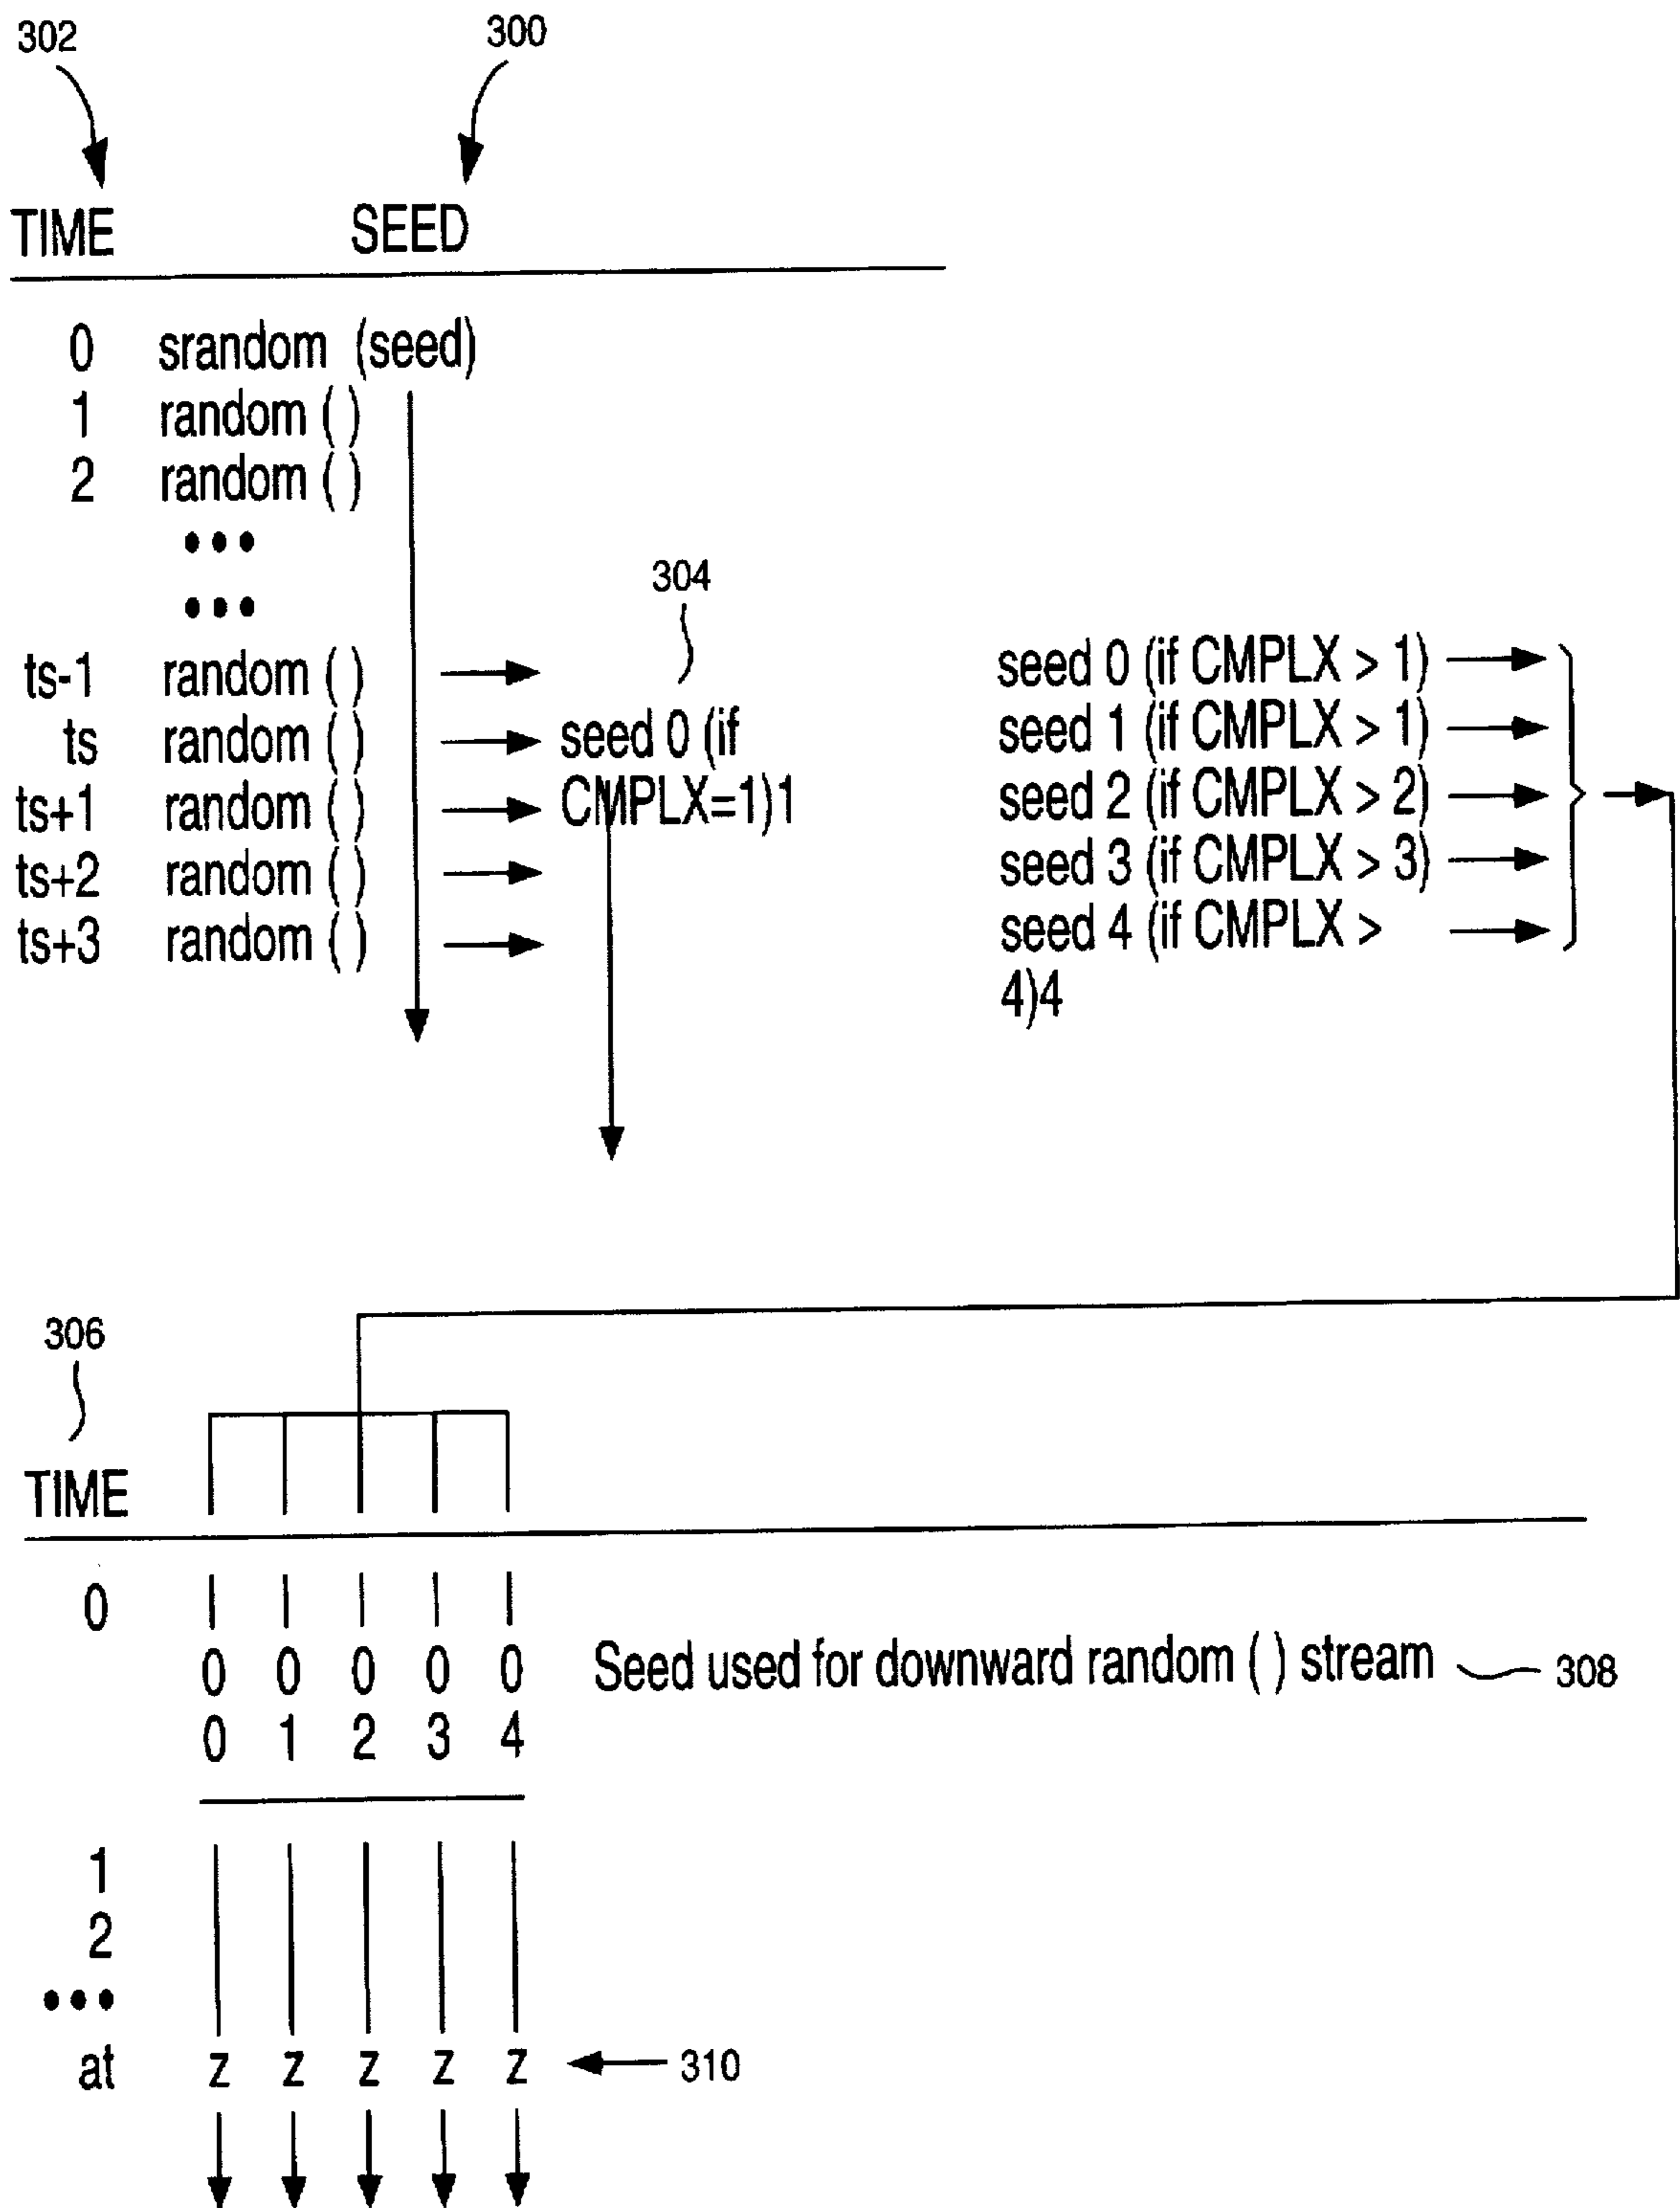 302 300
TIME SEED
0 srandom (seed)
1 random ( )
2 random ( )
•••
•••
304
ts-1 random ( ) seed 0 (if CMPLX > 1)
ts random ( ) seed 0 (if seed 1 (if CMPLX > 1)
ts+1 random ( ) CMPLX=1)1 seed 2 (if CMPLX > 2)
ts+2 random ( ) seed 3 (if CMPLX > 3)
ts+3 random ( ) seed 4 (if CMPLX >
4)4
306
TIME
0
0 0 0 0 0 Seed used for downward random ( ) stream 308
0 1 2 3 4
1
2
•••
at z z z z z 310